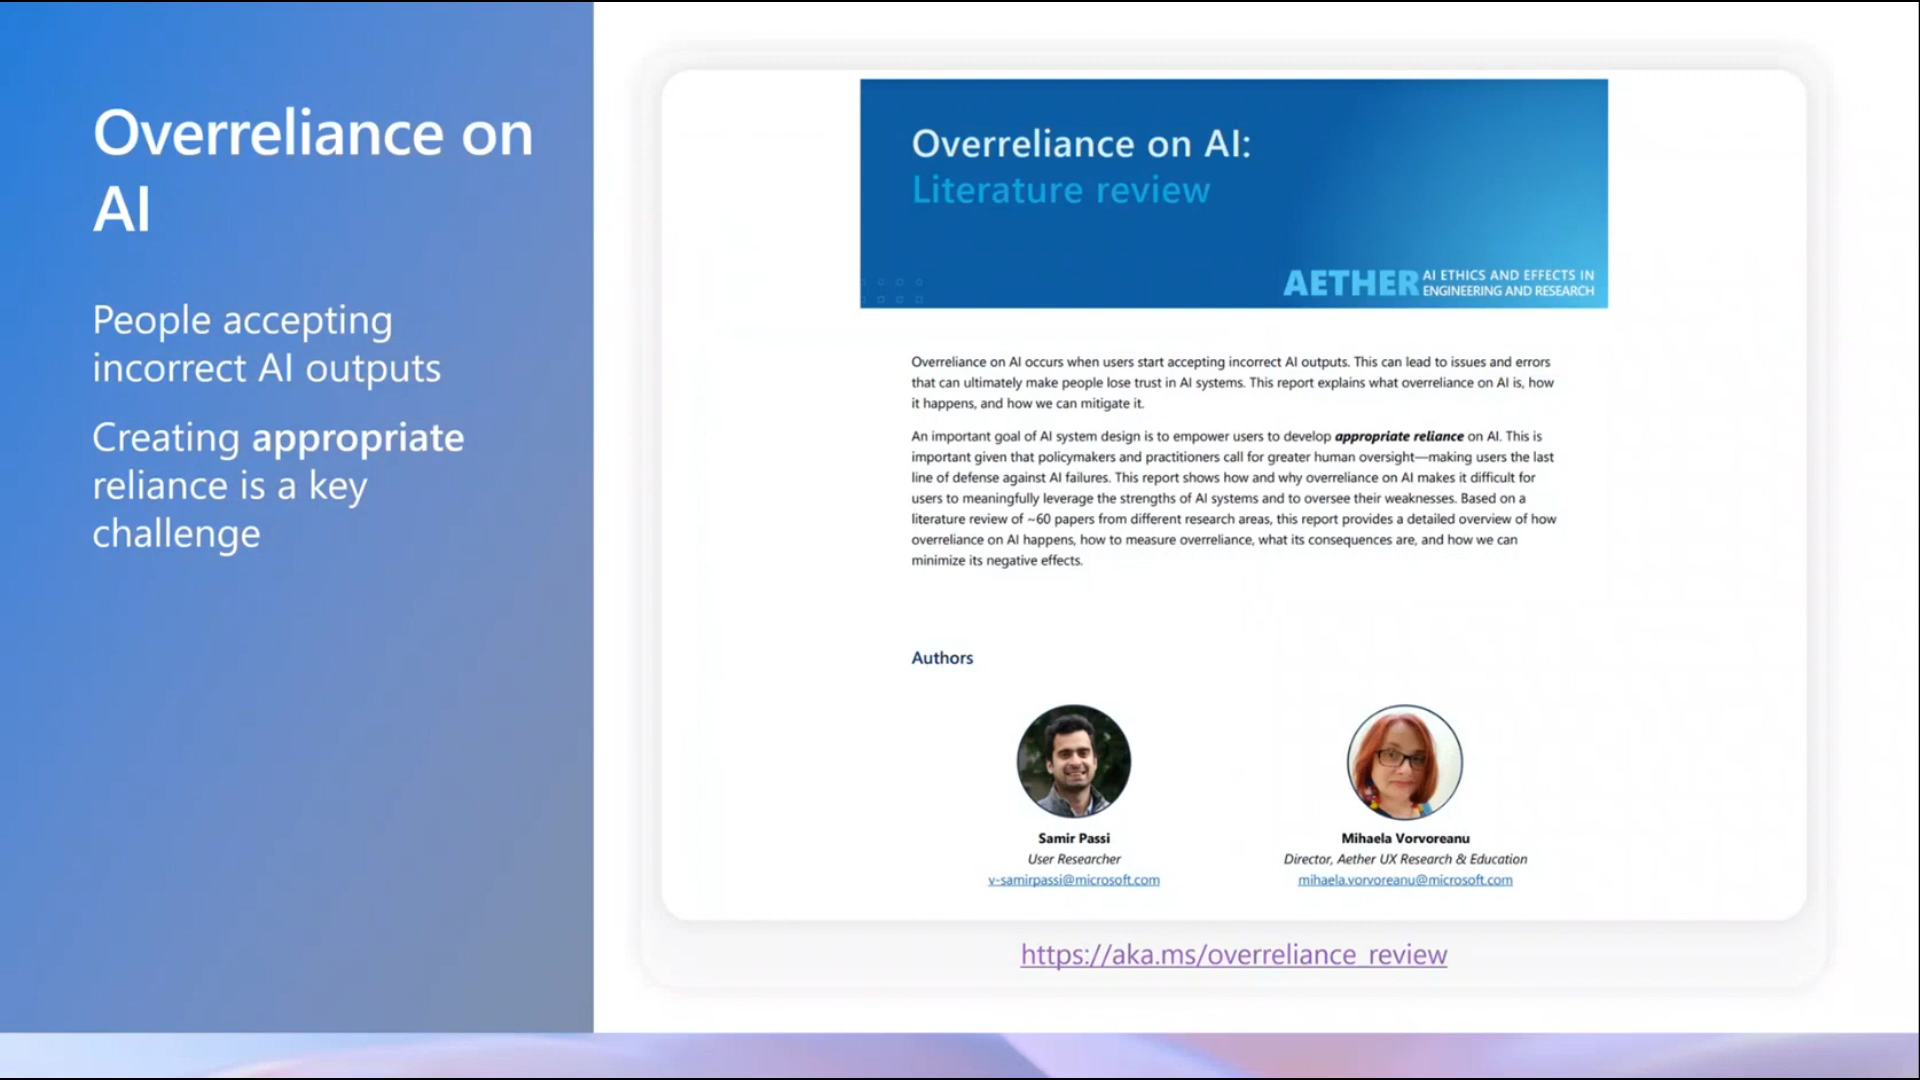 Overreliance on
AI
People accepting
incorrect AI outputs
Creating appropriate
reliance is a key
challenge
Overreliance on AI:
Literature review
AETHER AI ETHICS AND EFFECTS IN
ENGINEERING AND RESEARCH
Overreliance on AI occurs when users start accepting incorrect AI outputs. This can lead to issues and errors
that can ultimately make people lose trust in AI systems. This report explains what overreliance on AI is, how
it happens, and how we can mitigate it.
An important goal of AI system design is to empower users to develop appropriate reliance on AI. This is
important given that policymakers and practitioners call for greater human oversight—making users the last
line of defense against AI failures. This report shows how and why overreliance on AI makes it difficult for
users to meaningfully leverage the strengths of AI systems and to oversee their weaknesses. Based on a
literature review of ~60 papers from different research areas, this report provides a detailed overview of how
overreliance on AI happens, how to measure overreliance, what its consequences are, and how we can
minimize its negative effects.
Authors
Samir Passi
User Researcher
v-samirpassi@microsoft.com
Mihaela Vorvoreanu
Director, Aether UX Research & Education
mihaela.vorvoreanu@microsoft.com
https://aka.ms/overreliance_review